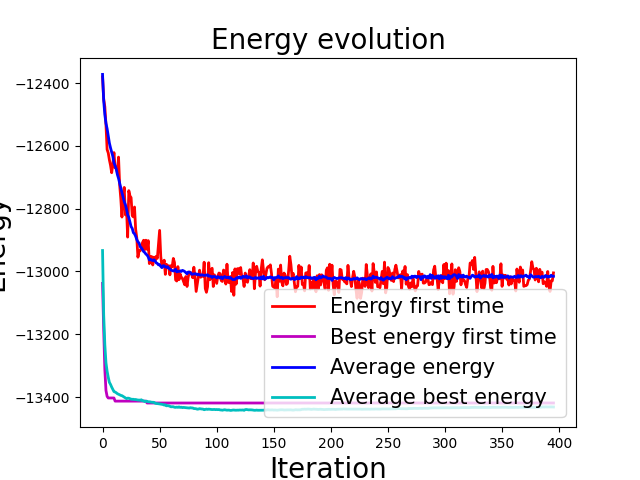 Energy evolution
Energy
−12400
−12600
−12800
−13000
−13200
−13400
Energy first time
Best energy first time
Average energy
Average best energy
0 50 100 150 200 250 300 350 400
Iteration